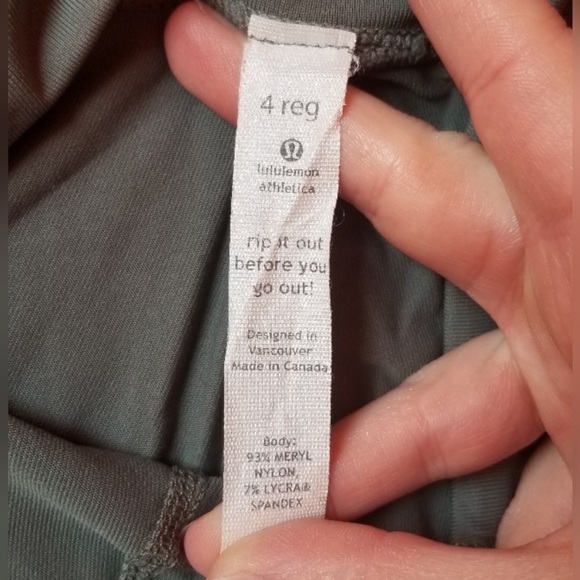 4 reg
lululemon
athletica
rip it out
before you
go out!
Designed in
Vancouver
Made in Canada
Body:
93% MERYL
NYLON,
7% LYCRA®
SPANDEX